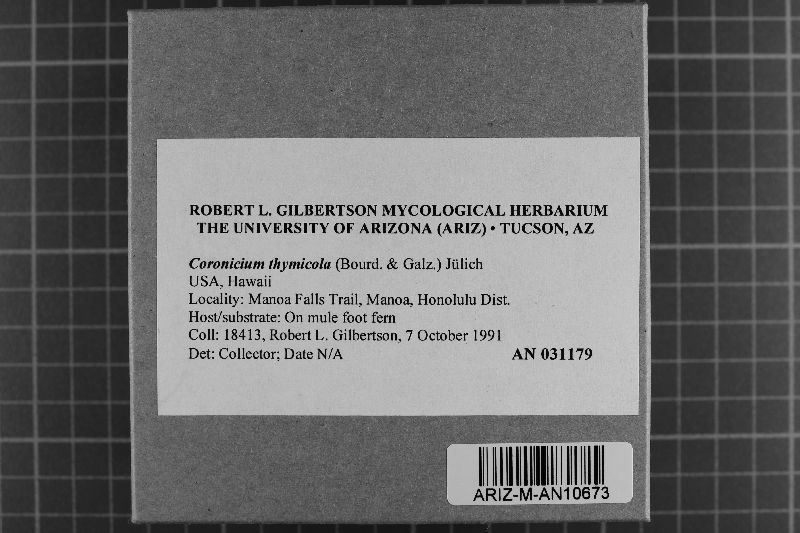 ROBERT L. GILBERTSON MYCOLOGICAL HERBARIUM
THE UNIVERSITY OF ARIZONA (ARIZ) • TUCSON, AZ
Coronicium thymicola (Bourd. & Galz.) Jülich
USA, Hawaii
Locality: Manoa Falls Trail, Manoa, Honolulu Dist.
Host/substrate: On mule foot fern
Coll: 18413, Robert L. Gilbertson, 7 October 1991
Det: Collector; Date N/A AN 031179
ARIZ-M-AN10673